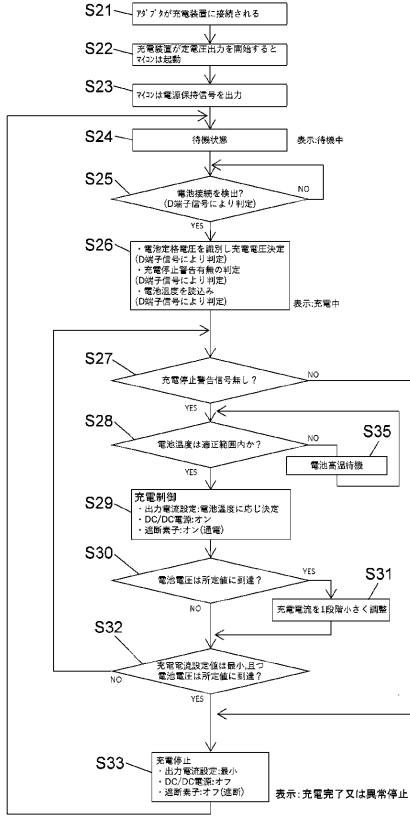 S21
ｱﾀﾞﾌﾟﾀが充電装置に接続される
S22
充電装置が定電圧出力を開始すると
ﾏｲｺﾝは起動
S23
ﾏｲｺﾝは電源保持信号を出力
S24
待機状態
表示:待機中
S25
電池接続を検出?
(D端子信号により判定)
NO
YES
S26
・電池定格電圧を識別し充電電圧決定
(D端子信号により判定)
・充電停止警告有無の判定
(D端子信号により判定)
・電池温度を読込み
(D端子信号により判定)
表示:充電中
S27
充電停止警告信号無し?
NO
YES
S28
電池温度は適正範囲内か?
NO
S35
電池高温待機
YES
S29
充電制御
・出力電流設定:電池温度に応じ決定
・DC/DC電源:オン
・遮断素子:オン(通電)
S30
電池電圧は所定値に到達?
YES
S31
充電電流を1段階小さく調整
NO
S32
充電電流設定値は最小､且つ
電池電圧は所定値に到達?
NO
YES
S33
充電停止
・出力電流設定:最小
・DC/DC電源:オフ
・遮断素子:オフ(遮断)
表示:充電完了又は異常停止